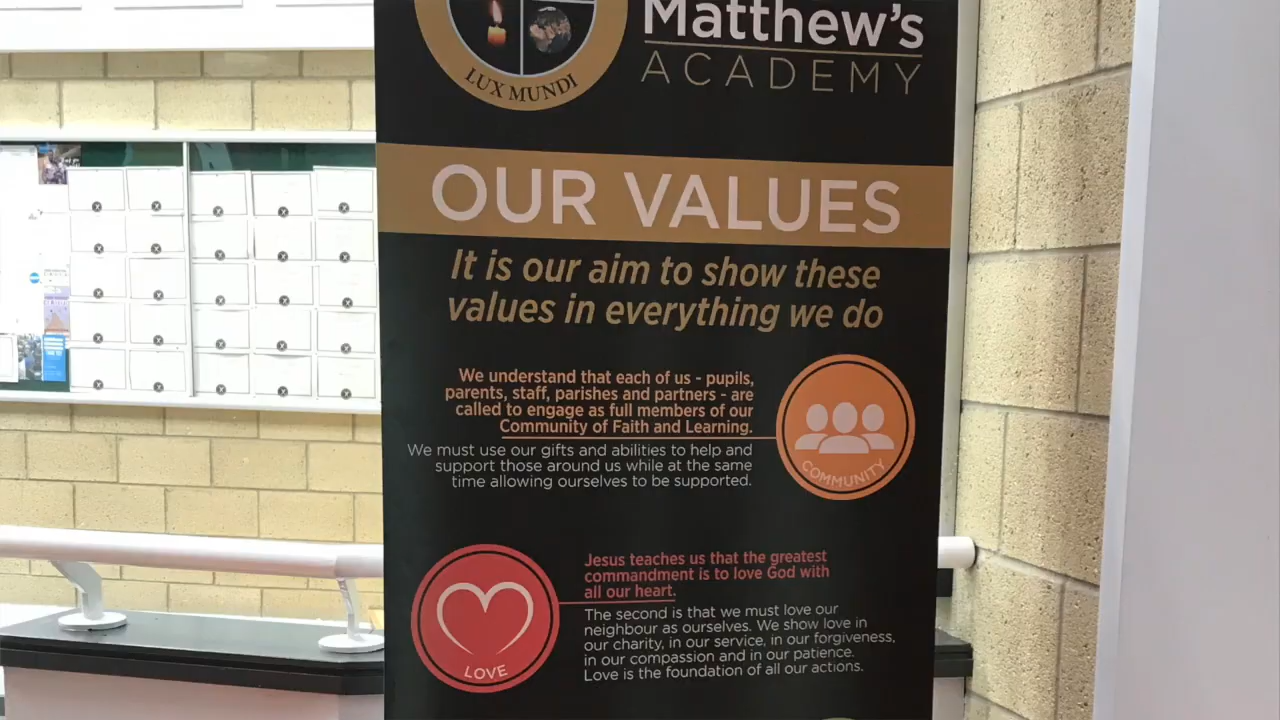 LUX MUNDI
Matthew's
ACADEMY
OUR VALUES
It is our aim to show these
values in everything we do
We understand that each of us - pupils,
parents, staff, parishes and partners - are
called to engage as full members of our
Community of Faith and Learning.
We must use our gifts and abilities to help and
support those around us while at the same
time allowing ourselves to be supported.
COMMUNITY
Jesus teaches us that the greatest
commandment is to love God with
all our heart.
The second is that we must love our
neighbour as ourselves. We show love in
our charity, in our service, in our forgiveness,
in our compassion and in our patience.
Love is the foundation of all our actions.
LOVE